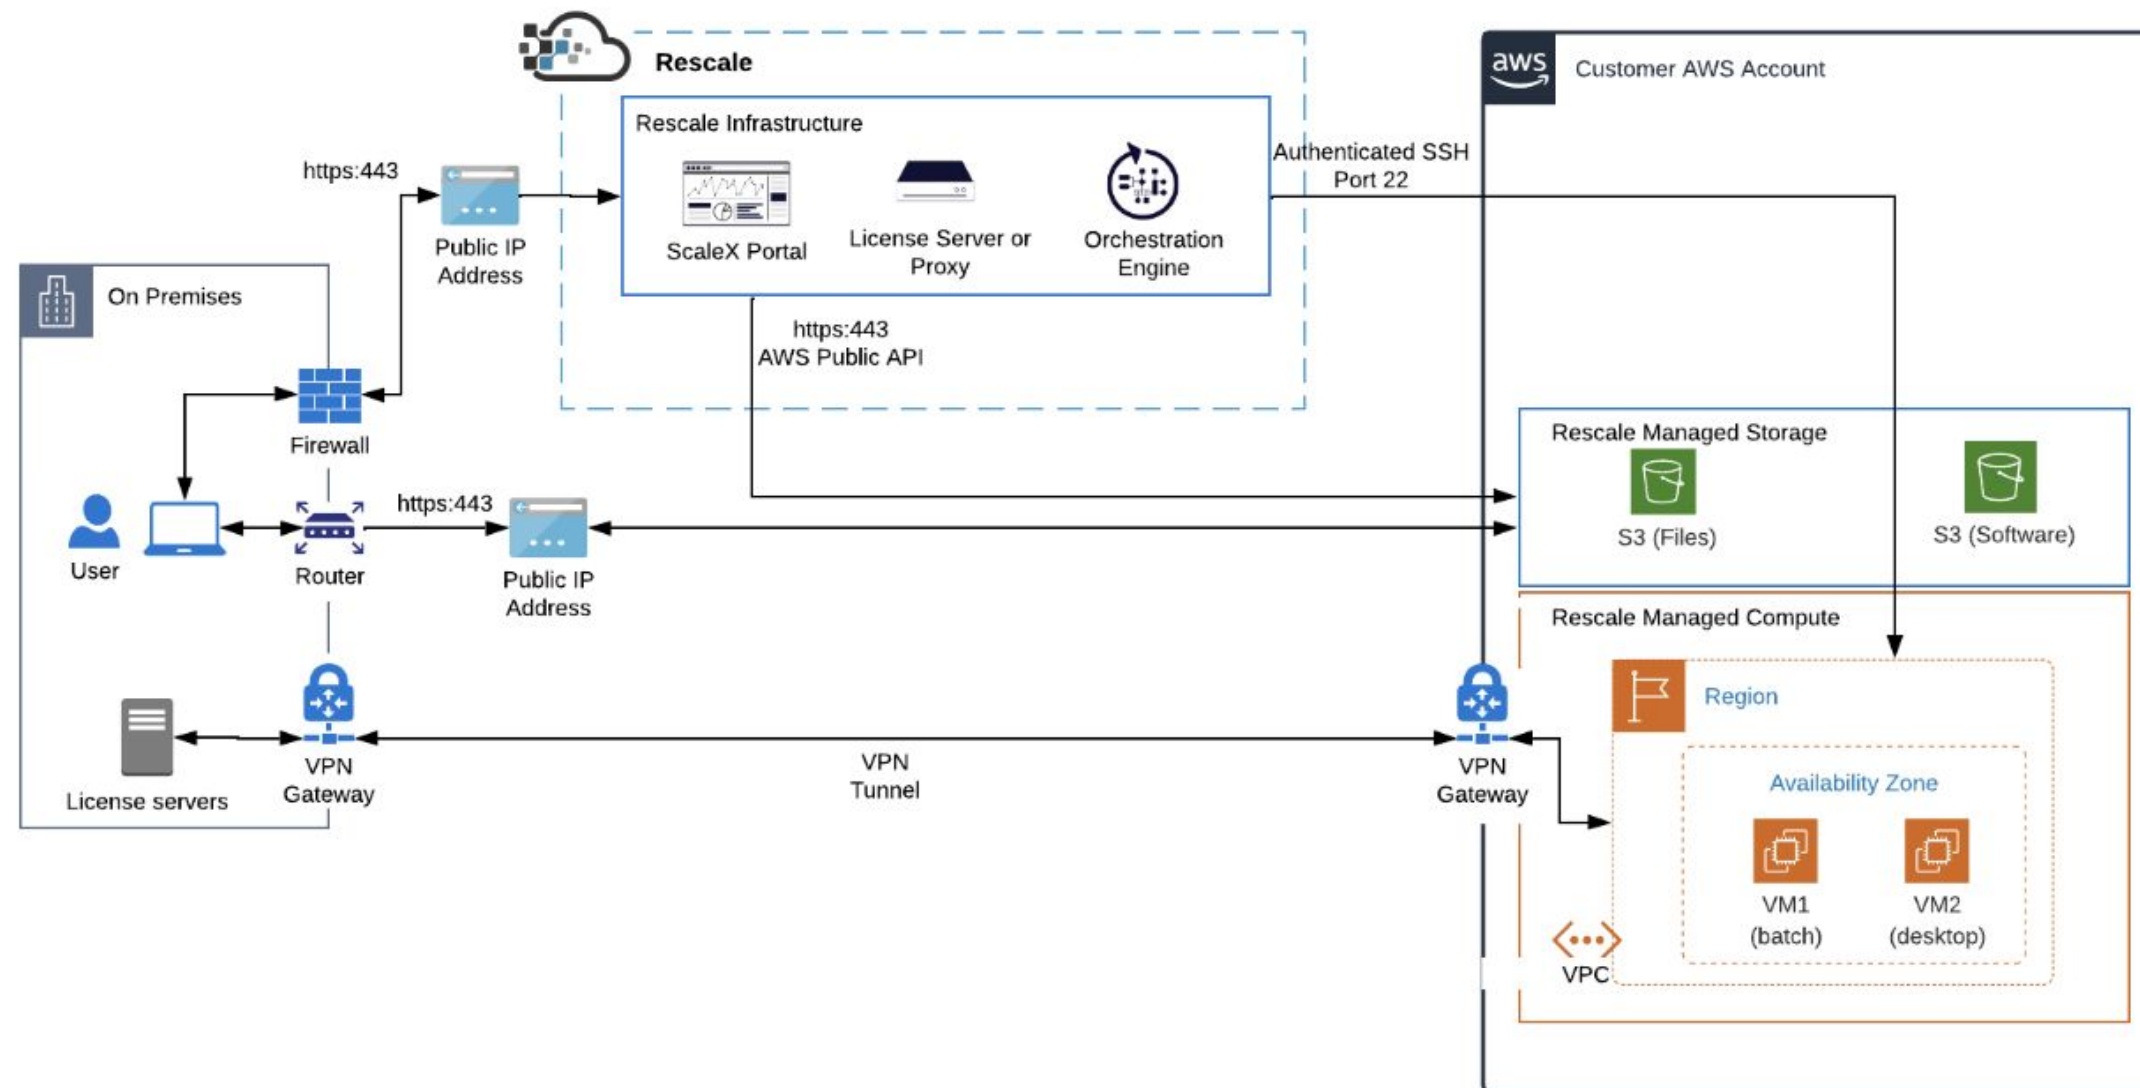 Rescale
aws
Customer AWS Account
Rescale Infrastructure
ScaleX Portal
License Server or
Proxy
Orchestration
Engine
Authenticated SSH
Port 22
https:443
Public IP
Address
On Premises
https:443
AWS Public API
Firewall
User
Router
https:443
Public IP
Address
Rescale Managed Storage
S3 (Files)
S3 (Software)
Rescale Managed Compute
Region
Availability Zone
VM1
(batch)
VM2
(desktop)
VPC
License servers
VPN
Gateway
VPN
Tunnel
VPN
Gateway